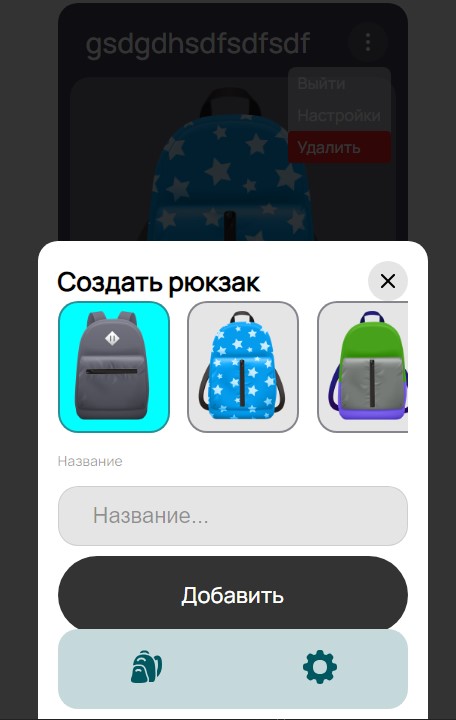 gsdgdhsdfsdfsdf
Выйти
Настройки
Удалить
Создать рюкзак
Название
Название...
Добавить